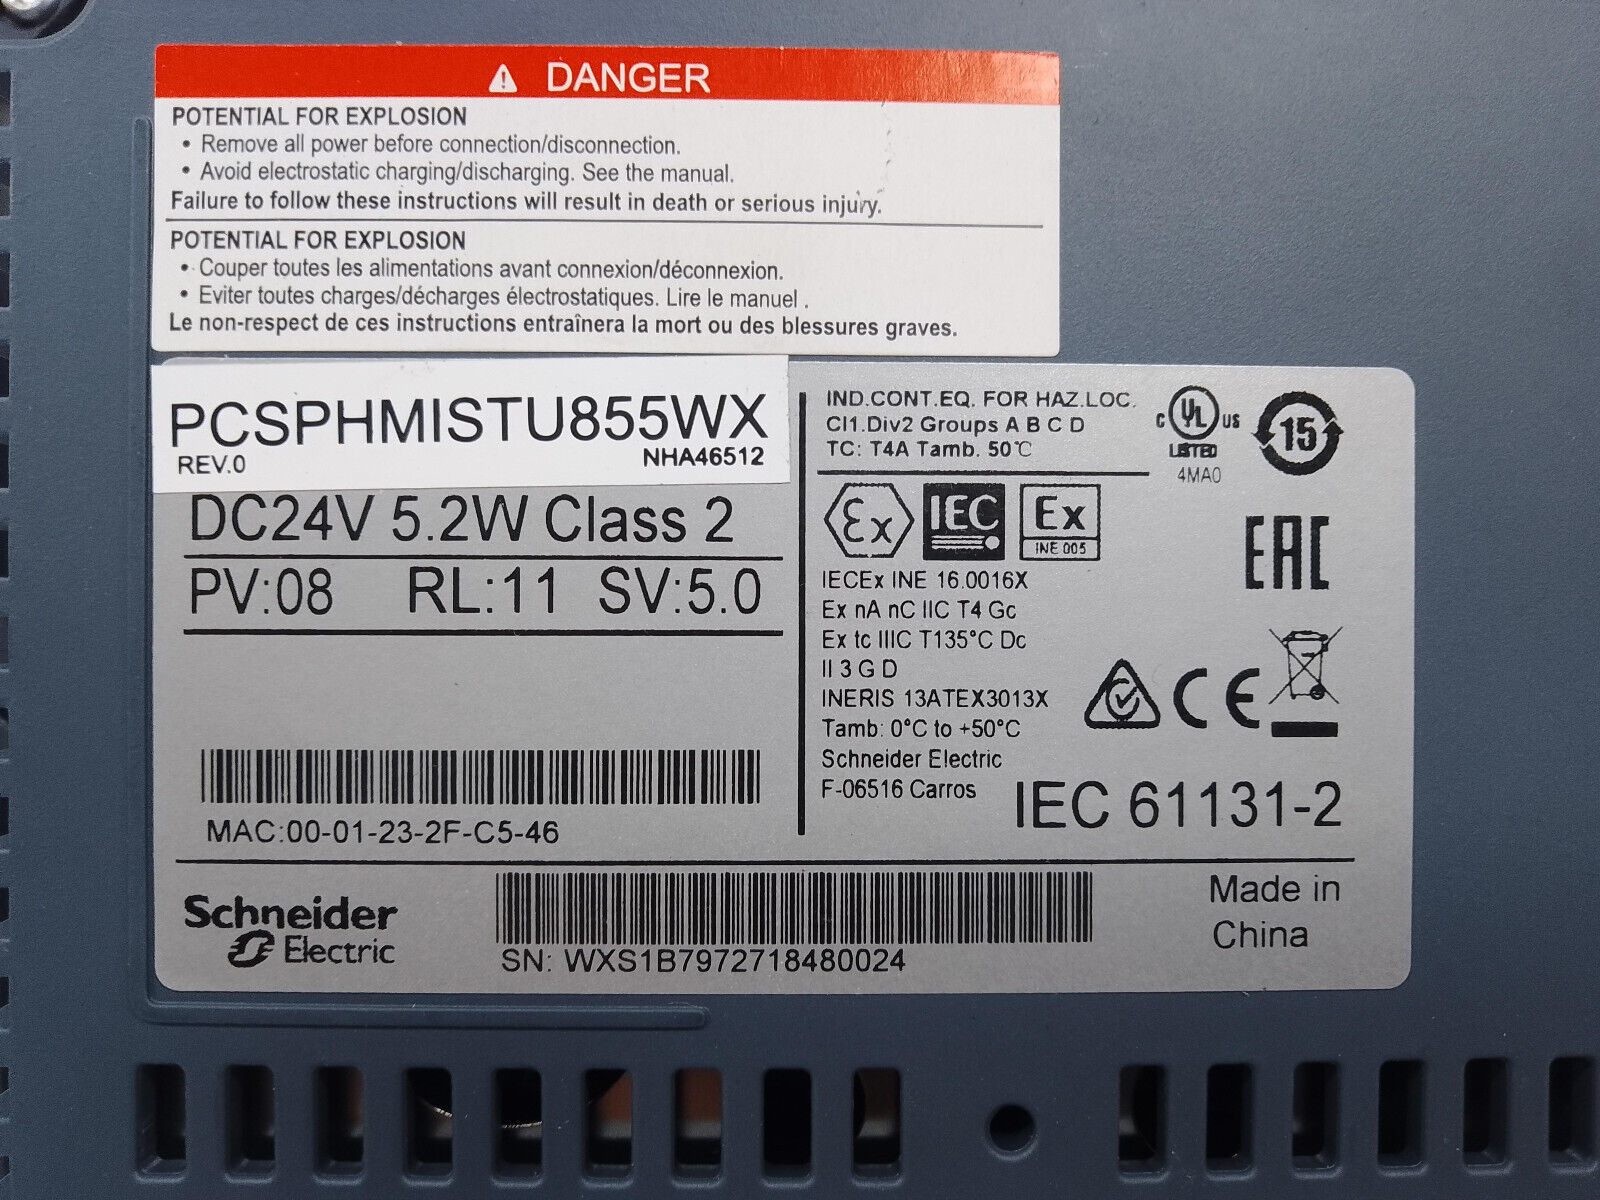 DANGER
POTENTIAL FOR EXPLOSION
• Remove all power before connection/disconnection.
• Avoid electrostatic charging/discharging. See the manual.
Failure to follow these instructions will result in death or serious injury.
POTENTIAL FOR EXPLOSION
• Couper toutes les alimentations avant connexion/déconnexion.
• Eviter toutes charges/décharges électrostatiques. Lire le manuel .
Le non-respect de ces instructions entraînera la mort ou des blessures graves.
PCSPHMISTU855WX
REV.0 NHA46512
DC24V 5.2W Class 2
PV:08 RL:11 SV:5.0
MAC:00-01-23-2F-C5-46
IND.CONT.EQ. FOR HAZ.LOC.
Cl1.Div2 Groups A B C D
TC: T4A Tamb. 50°C
C UL US
LISTED
4MA0
15
Ex
IEC
Ex
INE 005
EAC
IECEx INE 16.0016X
Ex nA nC IIC T4 Gc
Ex tc IIIC T135°C Dc
II 3 G D
INERIS 13ATEX3013X
Tamb: 0°C to +50°C
Schneider Electric
F-06516 Carros
CE
IEC 61131-2
Schneider
Electric
SN: WXS1B7972718480024
Made in
China